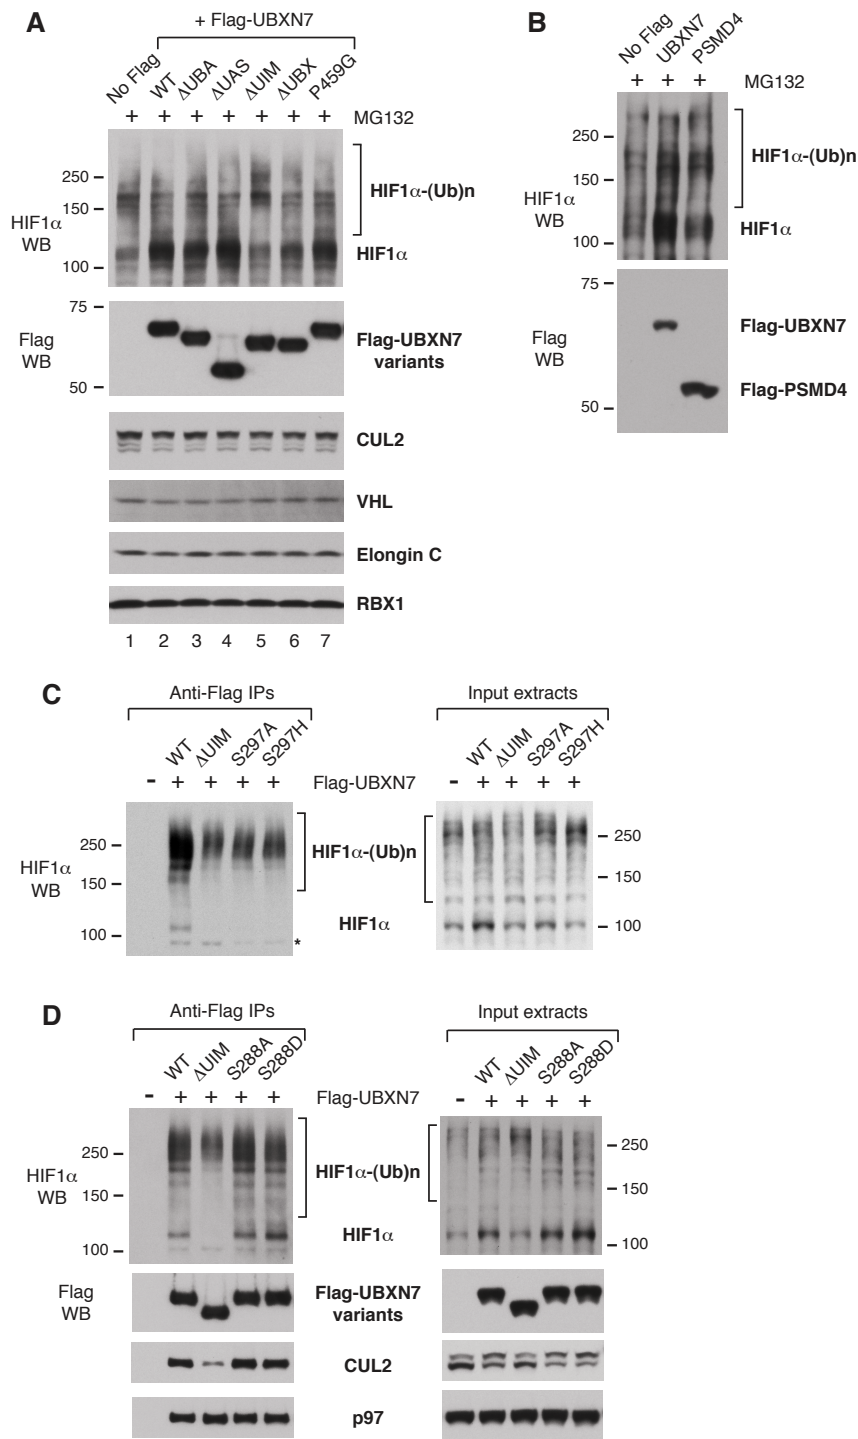 A
+ Flag-UBXN7
No Flag WT ΔUBA ΔUAS ΔUIM ΔUBX P459G
+ + + + + + + MG132
250
150
100
HIF1α
WB
HIF1α-(Ub)n
HIF1α
75
50
Flag
WB
Flag-UBXN7
variants
CUL2
VHL
Elongin C
RBX1
1 2 3 4 5 6 7
B
No Flag UBXN7 PSMD4
+ + + MG132
250
150
100
HIF1α
WB
HIF1α-(Ub)n
HIF1α
75
50
Flag
WB
Flag-UBXN7
Flag-PSMD4
C
Anti-Flag IPs
Input extracts
WT ΔUIM S297A S297H
WT ΔUIM S297A S297H
- + + + + Flag-UBXN7 - + + + +
250
150
100
HIF1α
WB
HIF1α-(Ub)n
HIF1α
*
250
150
100
D
Anti-Flag IPs
Input extracts
WT ΔUIM S288A S288D
WT ΔUIM S288A S288D
- + + + + Flag-UBXN7 - + + + +
250
150
100
HIF1α
WB
HIF1α-(Ub)n
HIF1α
250
150
100
Flag
WB
Flag-UBXN7
variants
CUL2
p97